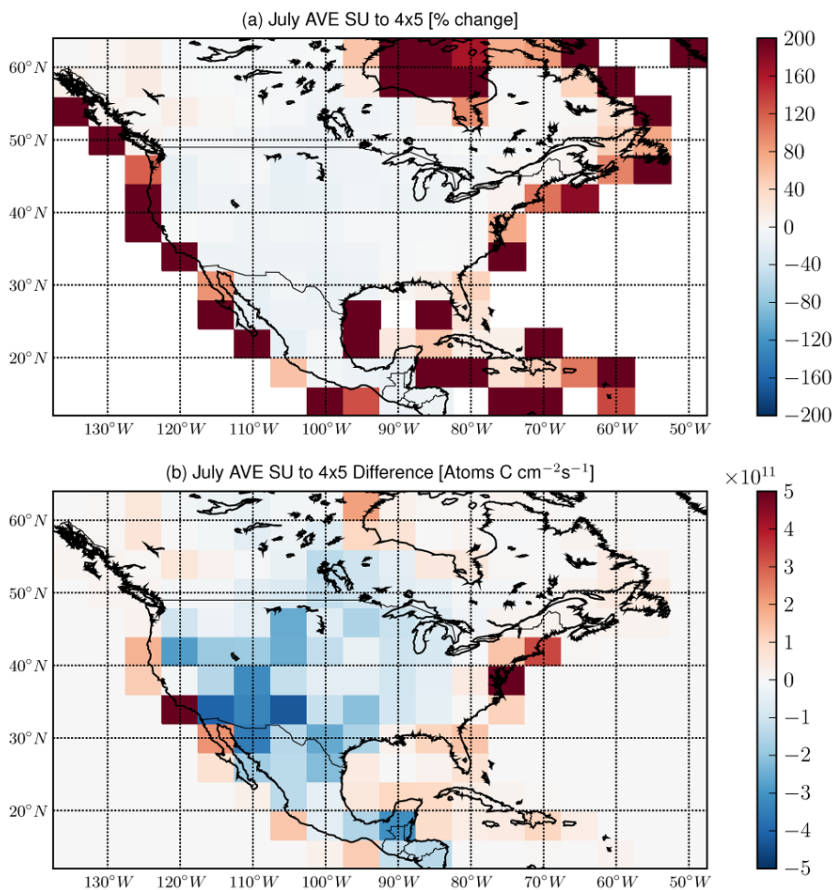 (a) July AVE SU to 4x5 [% change]
60°N
50°N
40°N
30°N
20°N
130°W 120°W 110°W 100°W 90°W 80°W 70°W 60°W 50°W
200
160
120
80
40
0
−40
−80
−120
−160
−200
(b) July AVE SU to 4x5 Difference [Atoms C cm⁻²s⁻¹]
×10¹¹
60°N
50°N
40°N
30°N
20°N
130°W 120°W 110°W 100°W 90°W 80°W 70°W 60°W 50°W
5
4
3
2
1
0
−1
−2
−3
−4
−5